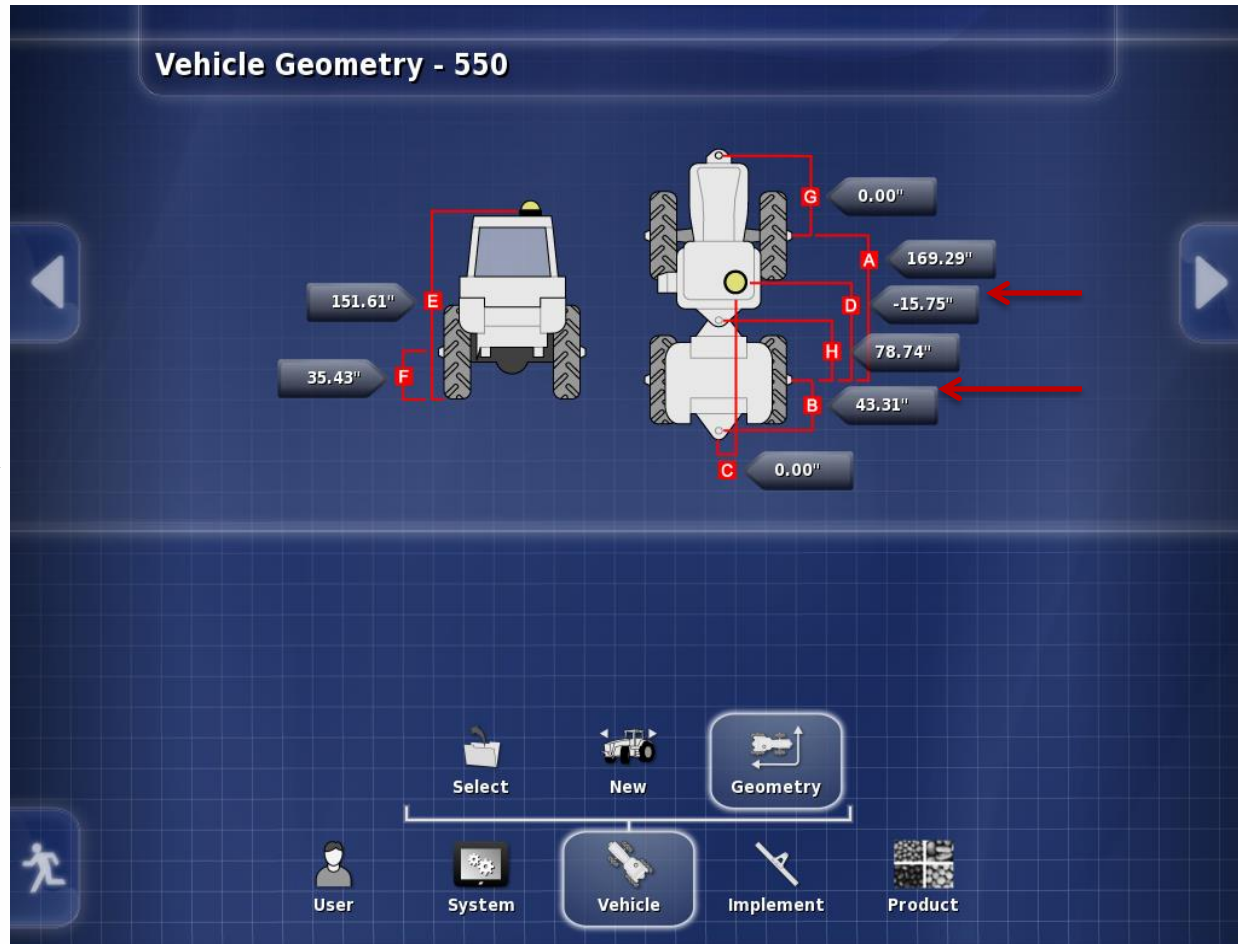 Vehicle Geometry - 550
G 0.00"
A 169.29"
151.61" E
D -15.75"
H 78.74"
35.43" F
B 43.31"
C 0.00"
Select New Geometry
User System Vehicle Implement Product